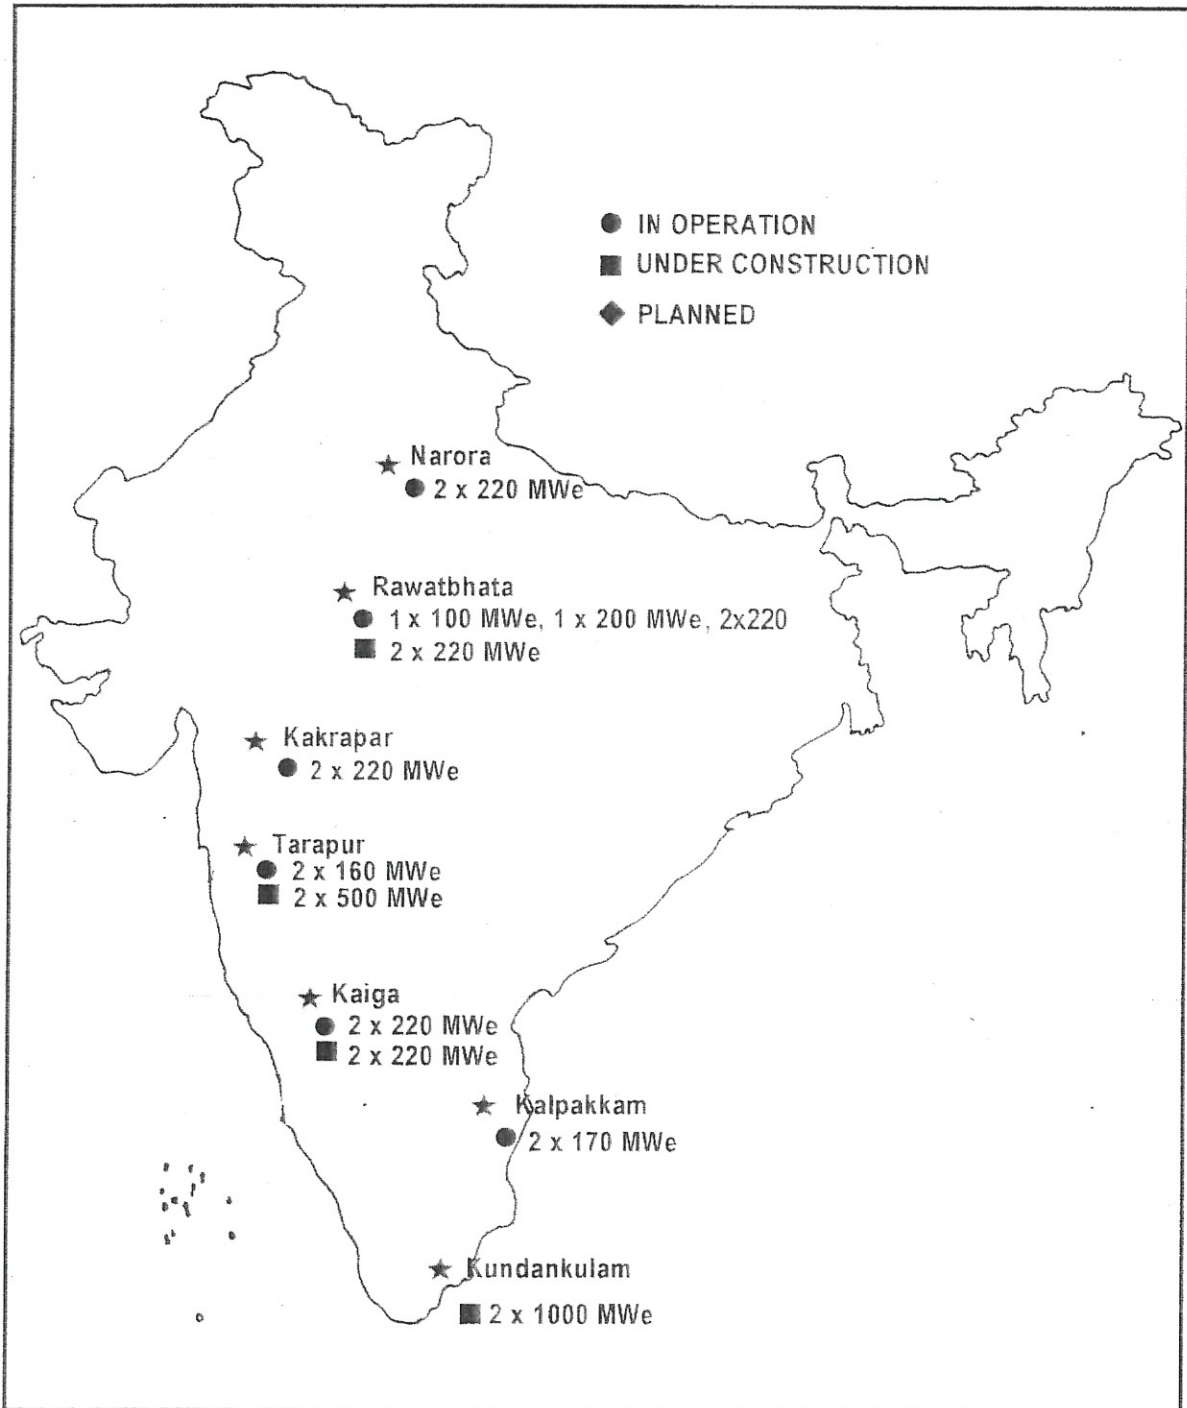 IN OPERATION
UNDER CONSTRUCTION
PLANNED
Narora
2 x 220 MWe
Rawatbhata
1 x 100 MWe, 1 x 200 MWe, 2x220
2 x 220 MWe
Kakrapar
2 x 220 MWe
Tarapur
2 x 160 MWe
2 x 500 MWe
Kaiga
2 x 220 MWe
2 x 220 MWe
Kalpakkam
2 x 170 MWe
Kundankulam
2 x 1000 MWe